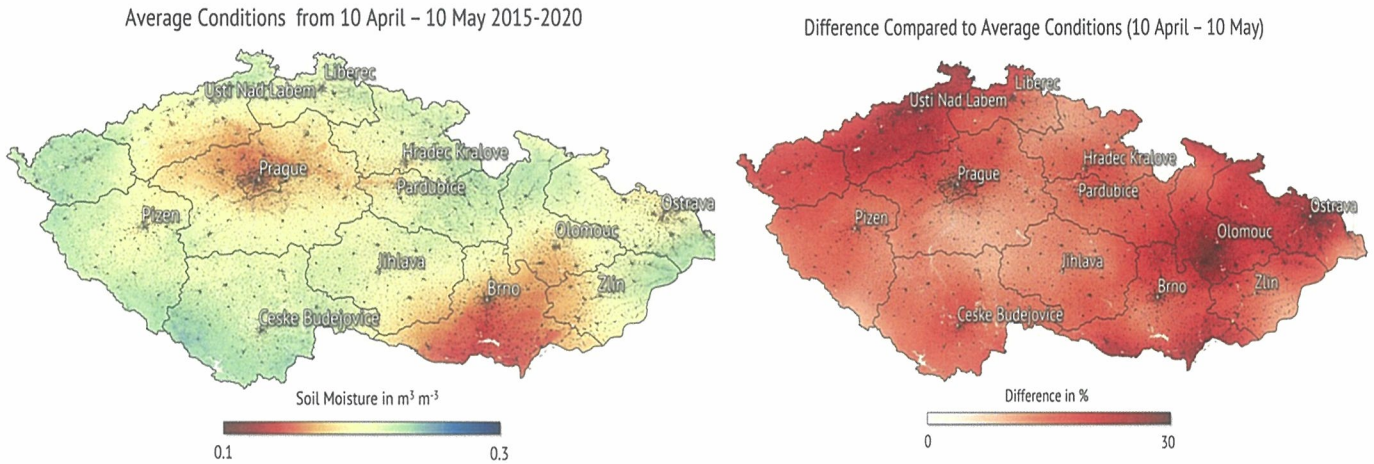 Average Conditions from 10 April – 10 May 2015-2020
Liberec
Usti Nad Labem
Hradec Kralove
Prague
Pardubice
Plzen
Ostrava
Olomouc
Jihlava
Zlin
Brno
Ceske Budejovice
Soil Moisture in m³ m⁻³
0.1
0.3
Difference Compared to Average Conditions (10 April – 10 May)
Liberec
Usti Nad Labem
Hradec Kralove
Prague
Pardubice
Ostrava
Plzen
Olomouc
Jihlava
Zlin
Brno
Ceske Budejovice
Difference in %
0
30